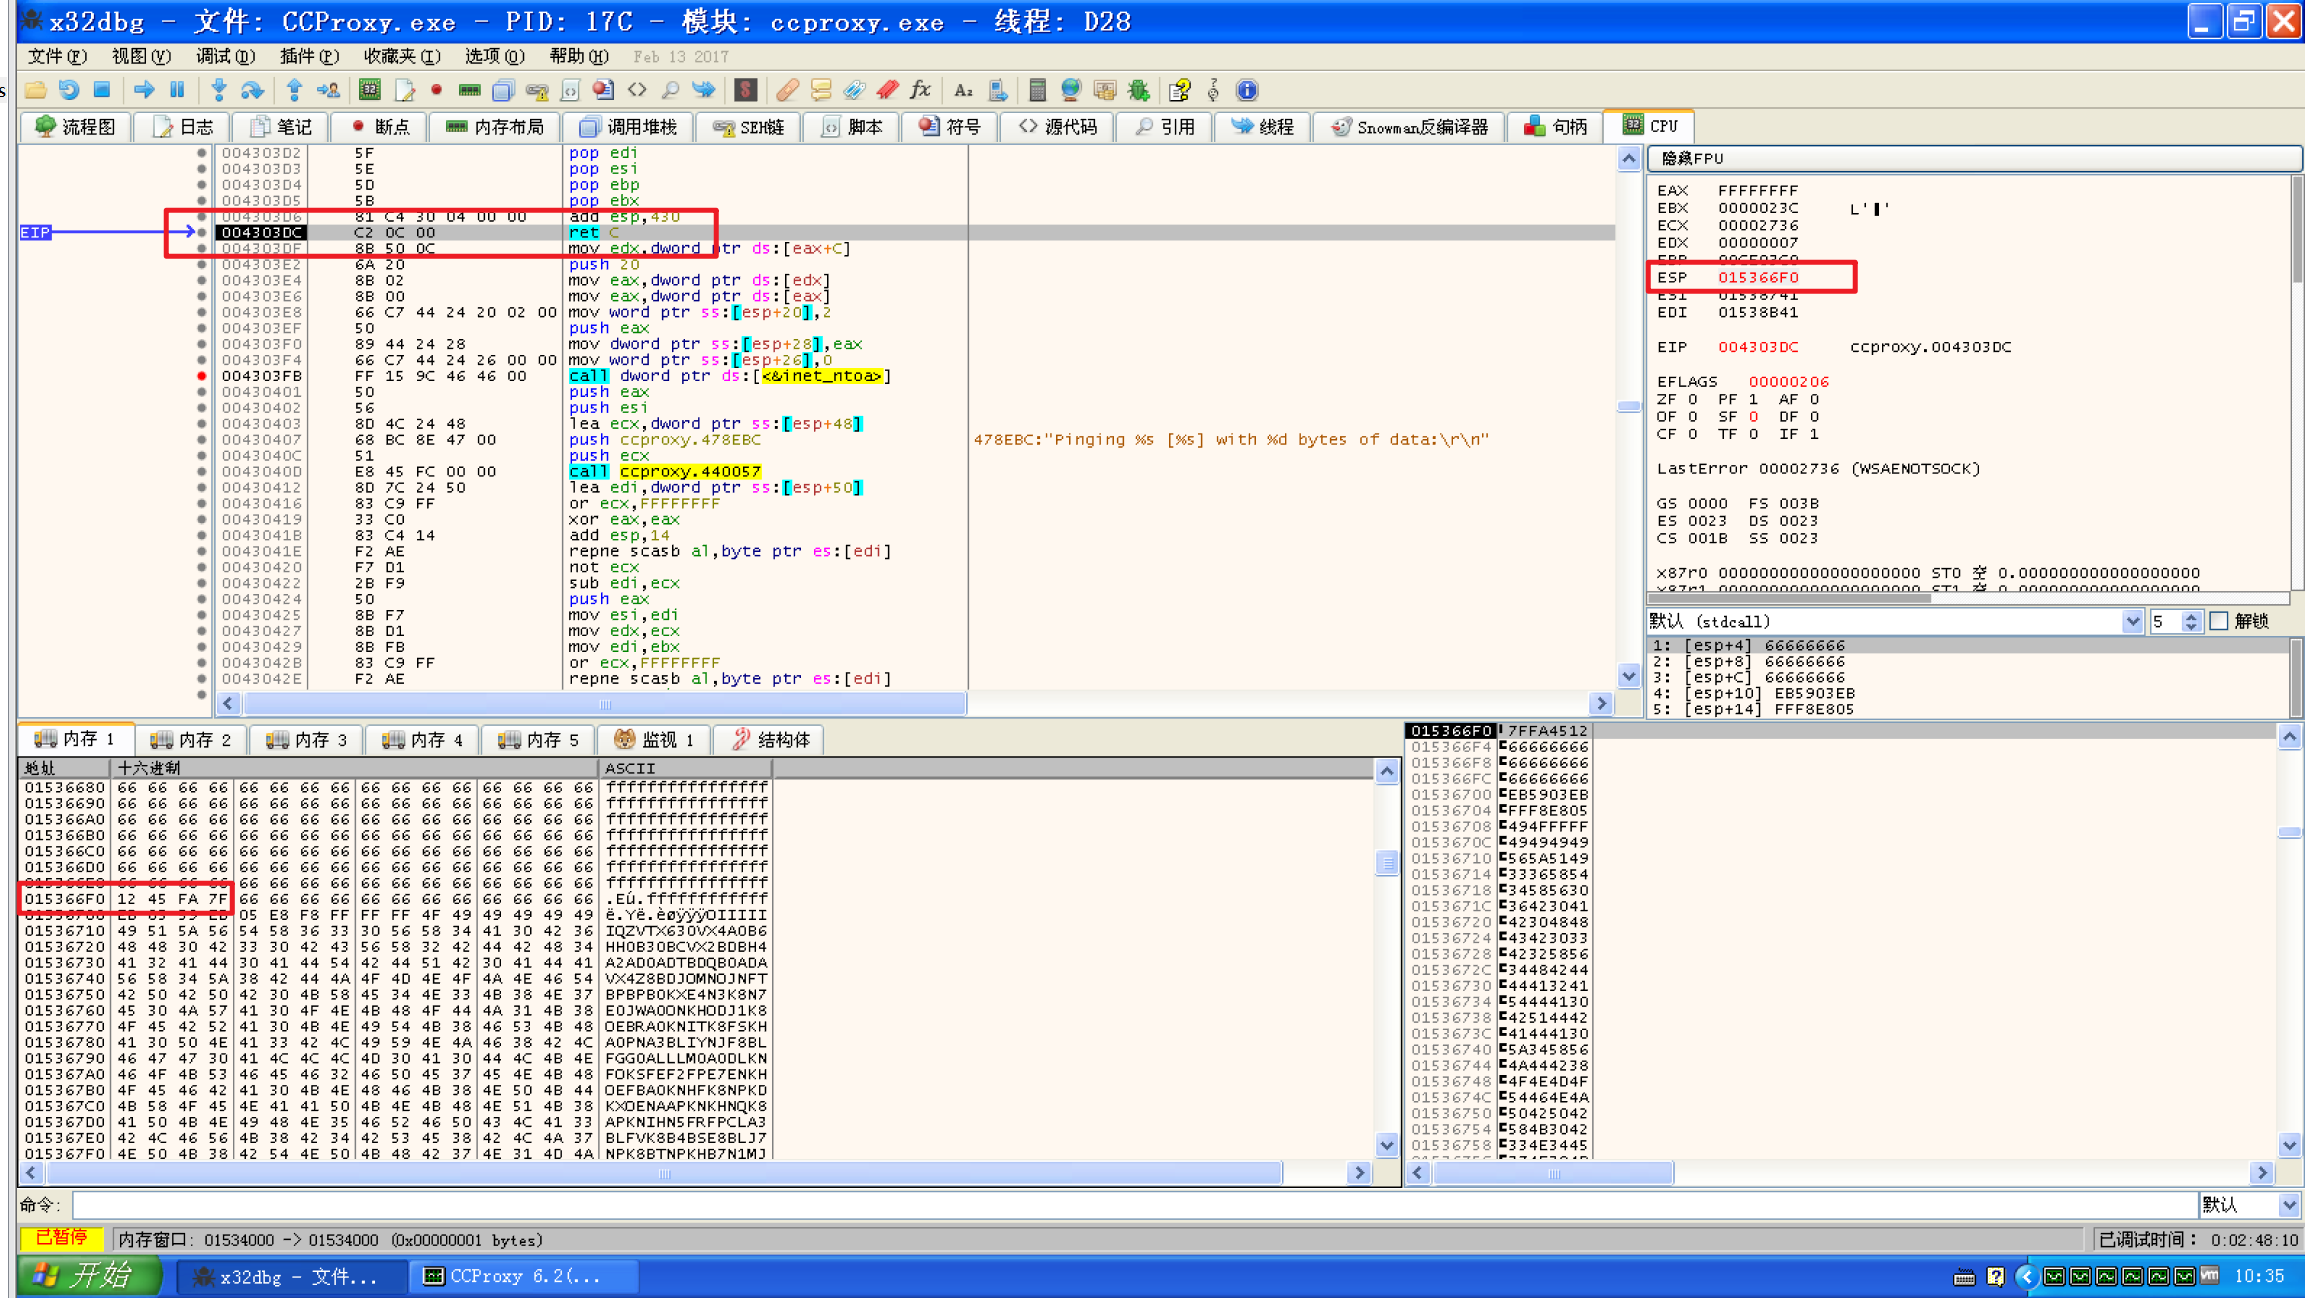 x32dbg - 文件: CCProxy.exe - PID: 17C - 模块: ccproxy.exe - 线程: D28
文件(F) 视图(V) 调试(D) 插件(P) 收藏夹(I) 选项(O) 帮助(H) Feb 13 2017
s
流程图 日志 笔记 断点 内存布局 调用堆栈 SEH链 脚本 符号 源代码 引用 线程 Snowman反编译器 句柄 CPU
004303D2 5F pop edi
004303D3 5E pop esi
004303D4 5D pop ebp
004303D5 5B pop ebx
004303D6 81 C4 30 04 00 00 add esp,430
EIP 004303DC C2 0C 00 ret C
004303DF 8B 50 0C mov edx,dword ptr ds:[eax+C]
004303E2 6A 20 push 20
004303E4 8B 02 mov eax,dword ptr ds:[edx]
004303E6 8B 00 mov eax,dword ptr ds:[eax]
004303E8 66 C7 44 24 20 02 00 mov word ptr ss:[esp+20],2
004303EF 50 push eax
004303F0 89 44 24 28 mov dword ptr ss:[esp+28],eax
004303F4 66 C7 44 24 26 00 00 mov word ptr ss:[esp+26],0
004303FB FF 15 9C 46 46 00 call dword ptr ds:[<&inet_ntoa>]
00430401 50 push eax
00430402 56 push esi
00430403 8D 4C 24 48 lea ecx,dword ptr ss:[esp+48]
00430407 68 BC 8E 47 00 push ccproxy.478EBC 478EBC:"Pinging %s [%s] with %d bytes of data:\r\n"
0043040C 51 push ecx
0043040D E8 45 FC 00 00 call ccproxy.440057
00430412 8D 7C 24 50 lea edi,dword ptr ss:[esp+50]
00430416 83 C9 FF or ecx,FFFFFFFF
00430419 33 C0 xor eax,eax
0043041B 83 C4 14 add esp,14
0043041E F2 AE repne scasb al,byte ptr es:[edi]
00430420 F7 D1 not ecx
00430422 2B F9 sub edi,ecx
00430424 50 push eax
00430425 8B F7 mov esi,edi
00430427 8B D1 mov edx,ecx
00430429 8B FB mov edi,ebx
0043042B 83 C9 FF or ecx,FFFFFFFF
0043042E F2 AE repne scasb al,byte ptr es:[edi]
隐藏FPU
EAX FFFFFFFF
EBX 0000023C
ECX 00002736
EDX 00000007
ESP 015366F0
ESI 01538741
EDI 01538B41
EIP 004303DC ccproxy.004303DC
EFLAGS 00000206
ZF 0 PF 1 AF 0
OF 0 SF 0 DF 0
CF 0 TF 0 IF 1
LastError 00002736 (WSAENOTSOCK)
GS 0000 FS 003B
ES 0023 DS 0023
CS 001B SS 0023
x87r0 00000000000000000000 ST0 空 0.000000000000000000
默认 (stdcall) 5 解锁
1: [esp+4] 66666666
2: [esp+8] 66666666
3: [esp+C] 66666666
4: [esp+10] EB5903EB
5: [esp+14] FFF8E805
内存 1 内存 2 内存 3 内存 4 内存 5 监视 1 结构体
地址 十六进制 ASCII
01536680 66 66 66 66 66 66 66 66 66 66 66 66 66 66 66 66 ffffffffffffffff
01536690 66 66 66 66 66 66 66 66 66 66 66 66 66 66 66 66 ffffffffffffffff
015366A0 66 66 66 66 66 66 66 66 66 66 66 66 66 66 66 66 ffffffffffffffff
015366B0 66 66 66 66 66 66 66 66 66 66 66 66 66 66 66 66 ffffffffffffffff
015366C0 66 66 66 66 66 66 66 66 66 66 66 66 66 66 66 66 ffffffffffffffff
015366D0 66 66 66 66 66 66 66 66 66 66 66 66 66 66 66 66 ffffffffffffffff
015366E0 66 66 66 66 66 66 66 66 66 66 66 66 66 66 66 66 ffffffffffffffff
015366F0 12 45 FA 7F 66 66 66 66 66 66 66 66 66 66 66 66 .Eú.ffffffffffff
01536700 EB 03 59 EB 05 E8 F8 FF FF FF 4F 49 49 49 49 49 ë.Yë.èøÿÿÿOIIIII
01536710 49 51 5A 56 54 58 36 33 30 56 58 34 41 30 42 36 IQZVTX630VX4A0B6
01536720 48 48 30 42 33 30 42 43 56 58 32 42 44 42 48 34 HH0B30BCVX2BDBH4
01536730 41 32 41 44 30 41 44 54 42 44 51 42 30 41 44 41 A2AD0ADTBDQB0ADA
01536740 56 58 34 5A 38 42 44 4A 4F 4D 4E 4F 4A 4E 46 54 VX4Z8BDJOMNOJNFT
01536750 42 50 42 50 42 30 4B 58 45 34 4E 33 4B 38 4E 37 BPBPB0KXE4N3K8N7
01536760 45 30 4A 57 41 30 4F 4E 4B 48 4F 44 4A 31 4B 38 E0JWA0ONKHODJ1K8
01536770 4F 45 42 52 41 30 4B 4E 49 54 4B 38 46 53 4B 48 OEBRA0KNITK8FSKH
01536780 41 30 50 4E 41 33 42 4C 49 59 4E 4A 46 38 42 4C A0PNA3BLIYNJF8BL
01536790 46 47 47 30 41 4C 4C 4C 4D 30 41 30 44 4C 4B 4E FGG0ALLLM0A0DLKN
015367A0 46 4F 4B 53 46 45 46 32 46 50 45 37 45 4E 4B 48 FOKSFEF2FPE7ENKH
015367B0 4F 45 46 42 41 30 4B 4E 48 46 4B 38 4E 50 4B 44 OEFBA0KNHFK8NPKD
015367C0 4B 58 4F 45 4E 41 41 50 4B 4E 4B 48 4E 51 4B 38 KXOENAAPKNKHNQK8
015367D0 41 50 4B 4E 49 48 4E 35 46 52 46 50 43 4C 41 33 APKNIHN5FRFPCLA3
015367E0 42 4C 46 56 4B 38 42 34 42 53 45 38 42 4C 4A 37 BLFVK8B4BSE8BLJ7
015367F0 4E 50 4B 38 42 54 4E 50 4B 48 42 37 4E 31 4D 4A NPK8BTNPKHB7N1MJ
015366F0 7FFA4512
015366F4 66666666
015366F8 66666666
015366FC 66666666
01536700 EB5903EB
01536704 FFF8E805
01536708 494FFFFF
0153670C 49494949
01536710 565A5149
01536714 33365854
01536718 34585630
0153671C 36423041
01536720 42304848
01536724 43423033
01536728 42325856
0153672C 34484244
01536730 44413241
01536734 54444130
01536738 42514442
0153673C 41444130
01536740 5A345856
01536744 4A444238
01536748 4F4E4D4F
0153674C 54464E4A
01536750 50425042
01536754 584B3042
01536758 334E3445
命令: 默认
已暂停 内存窗口: 01534000 -> 01534000 (0x00000001 bytes) 已调试时间: 0:02:48:10
开始 x32dbg - 文件... CCProxy 6.2(... 10:35